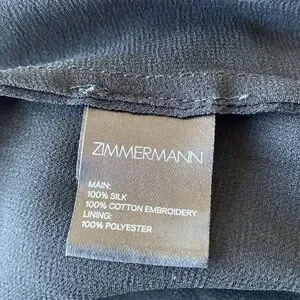 ZIMMERMANN
MAIN:
100% SILK
100% COTTON EMBROIDERY
LINING:
100% POLYESTER